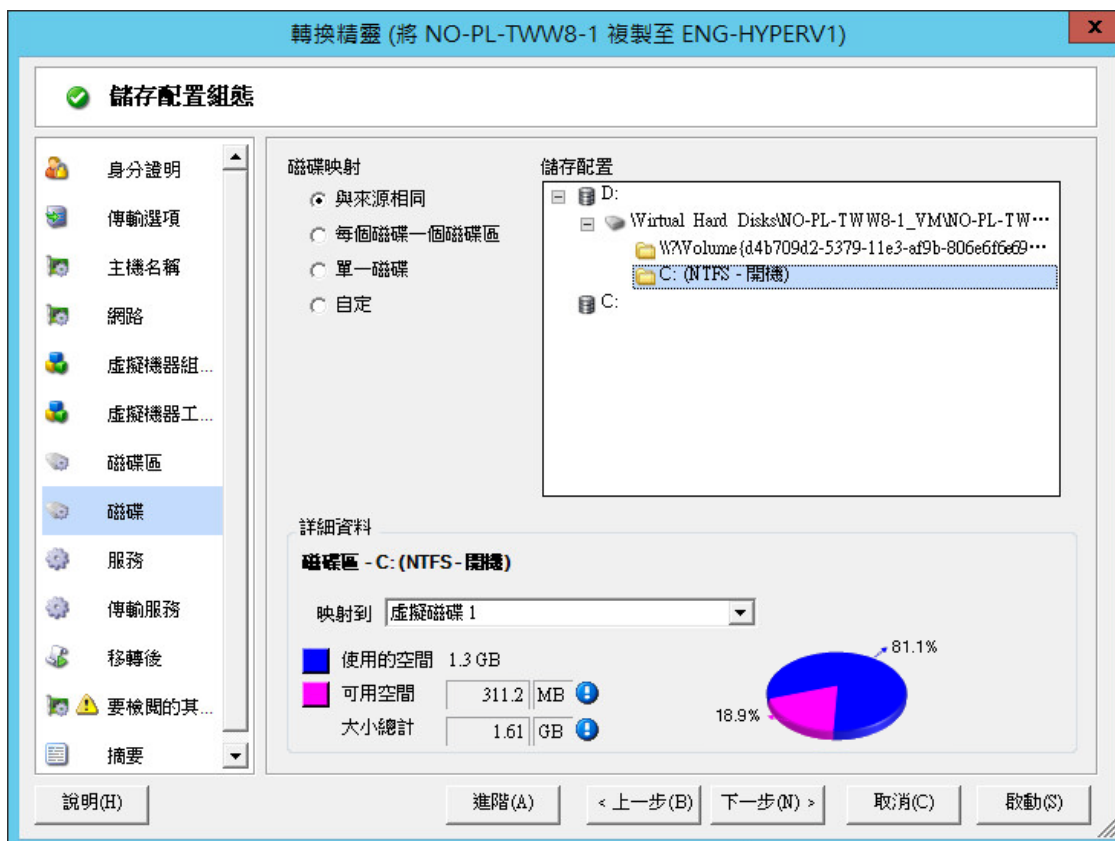 轉換精靈 (將 NO-PL-TWW8-1 複製至 ENG-HYPERV1)
x
儲存配置組態
身分證明
傳輸選項
主機名稱
網路
虛擬機器組...
虛擬機器工...
磁碟區
磁碟
服務
傳輸服務
移轉後
要檢閱的其...
摘要
磁碟映射
與來源相同
每個磁碟一個磁碟區
單一磁碟
自定
儲存配置
D:
\Virtual Hard Disks\NO-PL-TWW8-1_VM\NO-PL-TW···
\\?\Volume{d4b709d2-5379-11e3-af9b-806e6f6e69···
C: (NTFS - 開機)
C:
詳細資料
磁碟區 - C: (NTFS - 開機)
映射到 虛擬磁碟 1
使用的空間 1.3 GB
可用空間 311.2 MB
大小總計 1.61 GB
81.1%
18.9%
說明(H)
進階(A)
< 上一步(B)
下一步(N) >
取消(C)
啟動(S)